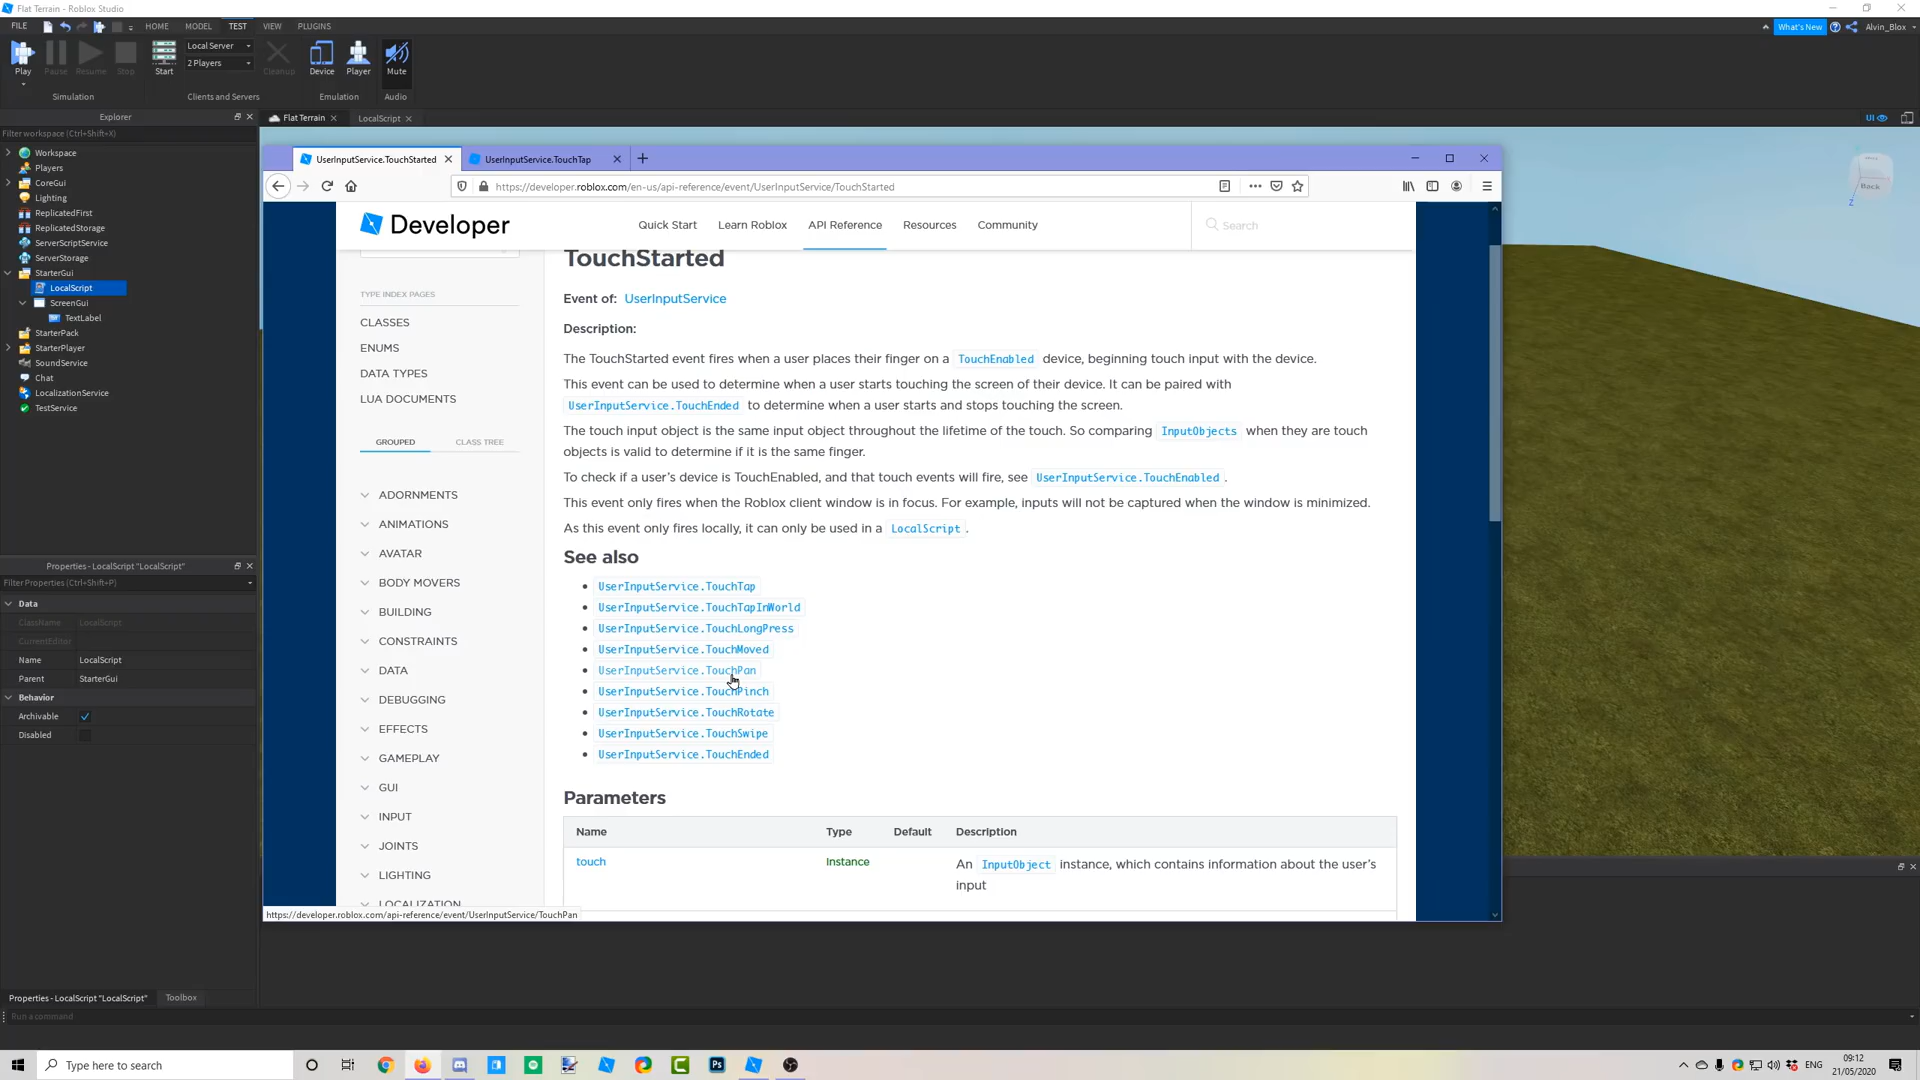 Flat Terrain - Roblox Studio
FILE HOME MODEL TEST VIEW PLUGINS
What's New
Alvin_Blox
Play Pause Resume Stop Start
Local Server
2 Players
Cleanup Device Player Mute
Simulation Clients and Servers Emulation Audio
Explorer
Flat Terrain LocalScript
UI
Filter workspace (Ctrl+Shift+X)
Workspace
Players
CoreGui
Lighting
ReplicatedFirst
ReplicatedStorage
ServerScriptService
ServerStorage
StarterGui
LocalScript
ScreenGui
TextLabel
StarterPack
StarterPlayer
SoundService
Chat
LocalizationService
TestService
Properties - LocalScript "LocalScript"
Filter Properties (Ctrl+Shift+P)
Data
ClassName LocalScript
CurrentEditor
Name LocalScript
Parent StarterGui
Behavior
Archivable
Disabled
Properties - LocalScript "LocalScript" Toolbox
Run a command
UserInputService.TouchStarted UserInputService.TouchTap
https://developer.roblox.com/en-us/api-reference/event/UserInputService/TouchStarted
Developer
Quick Start Learn Roblox API Reference Resources Community
Search
TYPE INDEX PAGES
CLASSES
ENUMS
DATA TYPES
LUA DOCUMENTS
GROUPED CLASS TREE
ADORNMENTS
ANIMATIONS
AVATAR
BODY MOVERS
BUILDING
CONSTRAINTS
DATA
DEBUGGING
EFFECTS
GAMEPLAY
GUI
INPUT
JOINTS
LIGHTING
LOCALIZATION
TouchStarted
Event of: UserInputService
Description:
The TouchStarted event fires when a user places their finger on a TouchEnabled device, beginning touch input with the device.
This event can be used to determine when a user starts touching the screen of their device. It can be paired with
UserInputService.TouchEnded to determine when a user starts and stops touching the screen.
The touch input object is the same input object throughout the lifetime of the touch. So comparing InputObjects when they are touch
objects is valid to determine if it is the same finger.
To check if a user's device is TouchEnabled, and that touch events will fire, see UserInputService.TouchEnabled .
This event only fires when the Roblox client window is in focus. For example, inputs will not be captured when the window is minimized.
As this event only fires locally, it can only be used in a LocalScript .
See also
UserInputService.TouchTap
UserInputService.TouchTapInWorld
UserInputService.TouchLongPress
UserInputService.TouchMoved
UserInputService.TouchPan
UserInputService.TouchPinch
UserInputService.TouchRotate
UserInputService.TouchSwipe
UserInputService.TouchEnded
Parameters
Name Type Default Description
touch Instance An InputObject instance, which contains information about the user's
input
https://developer.roblox.com/api-reference/event/UserInputService/TouchPan
Back
Z
Type here to search
Ps
ENG
09:12
21/05/2020